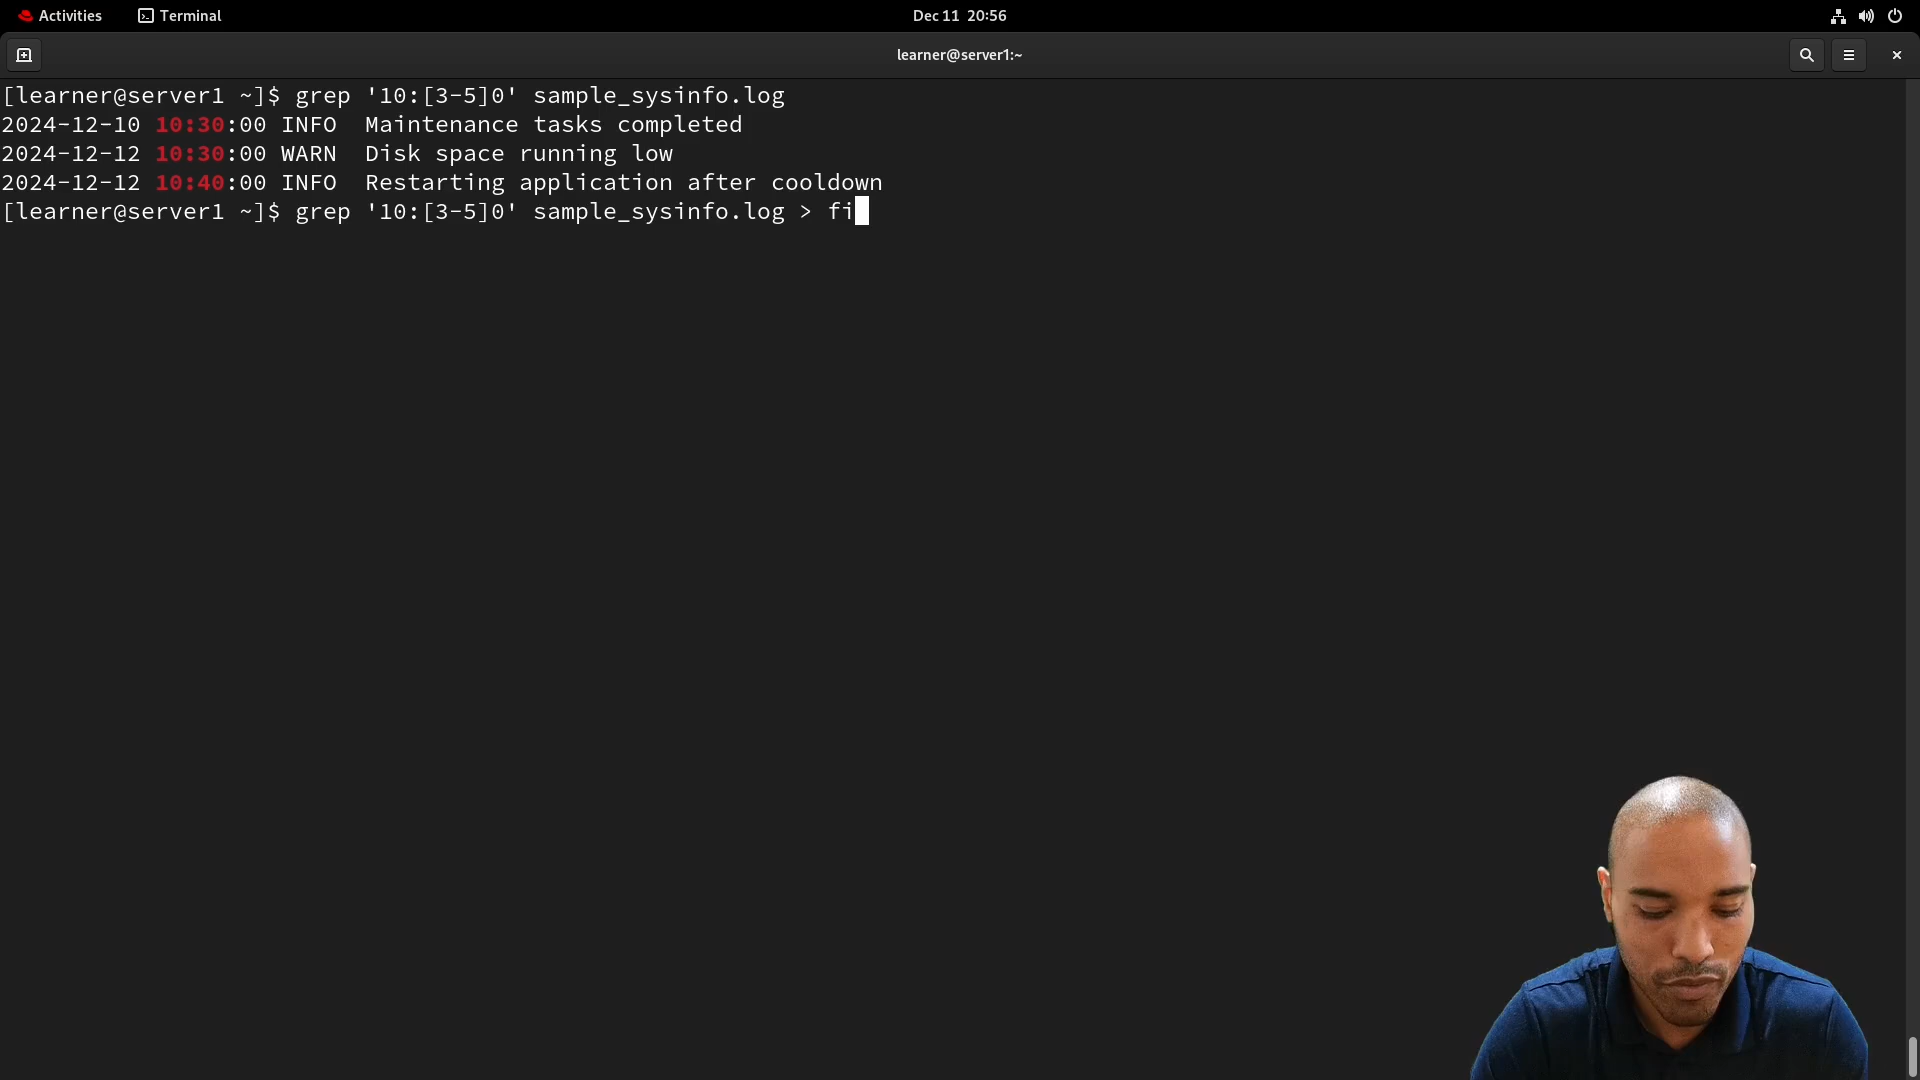 Activities Terminal Dec 11 20:56
learner@server1:~
[learner@server1 ~]$ grep '10:[3-5]0' sample_sysinfo.log
2024-12-10 10:30:00 INFO  Maintenance tasks completed
2024-12-12 10:30:00 WARN  Disk space running low
2024-12-12 10:40:00 INFO  Restarting application after cooldown
[learner@server1 ~]$ grep '10:[3-5]0' sample_sysinfo.log > fi